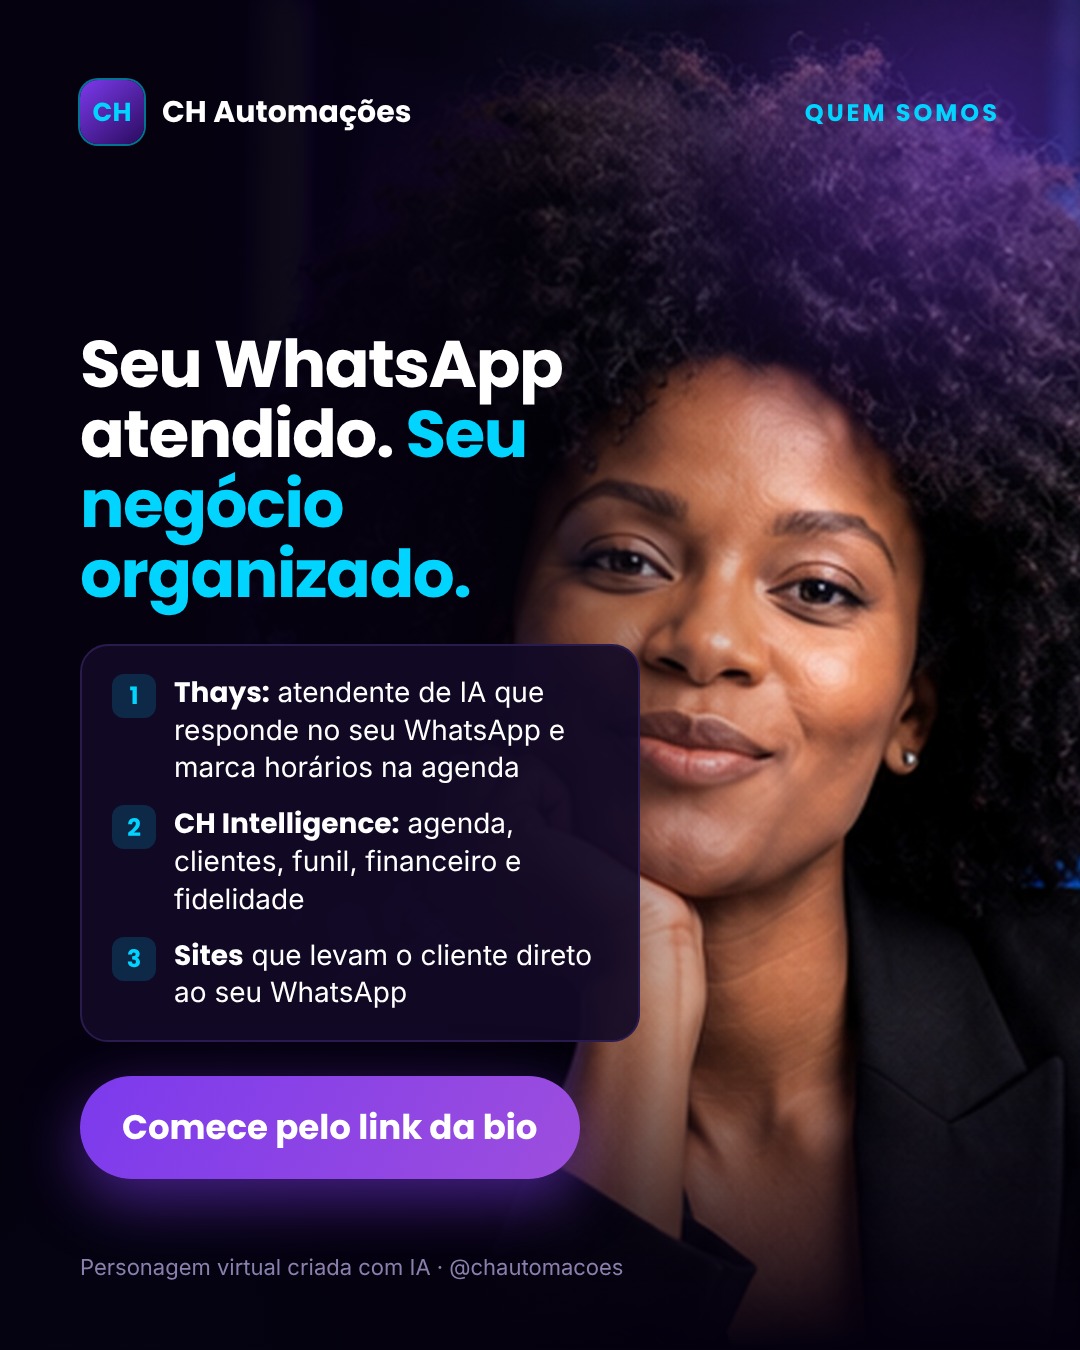 CH
CH Automações
QUEM SOMOS
Seu WhatsApp
atendido. Seu
negócio
organizado.
1
Thays: atendente de IA que
responde no seu WhatsApp e
marca horários na agenda
2
CH Intelligence: agenda,
clientes, funil, financeiro e
fidelidade
3
Sites que levam o cliente direto
ao seu WhatsApp
Comece pelo link da bio
Personagem virtual criada com IA · @chautomacoes